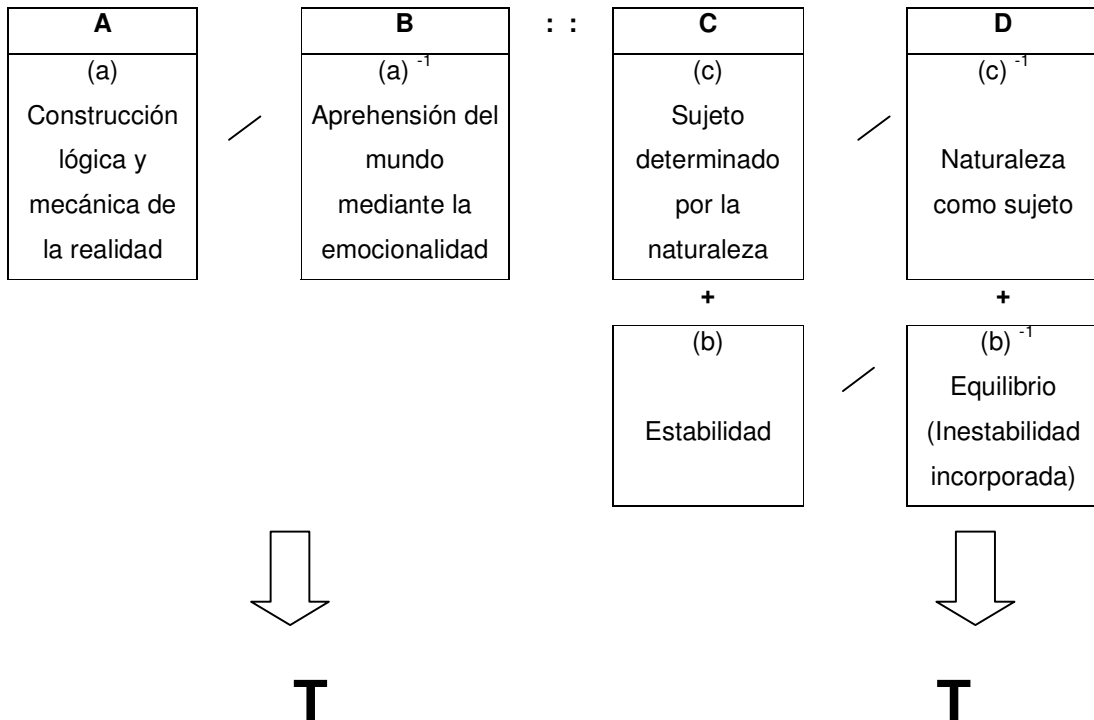 A
B
: :
C
D
(a)
Construcción
lógica y
mecánica de
la realidad
/
(a) -1
Aprehensión del
mundo
mediante la
emocionalidad
(c)
Sujeto
determinado
por la
naturaleza
/
(c) -1
Naturaleza
como sujeto
+
+
(b)
Estabilidad
/
(b) -1
Equilibrio
(Inestabilidad
incorporada)
T
T